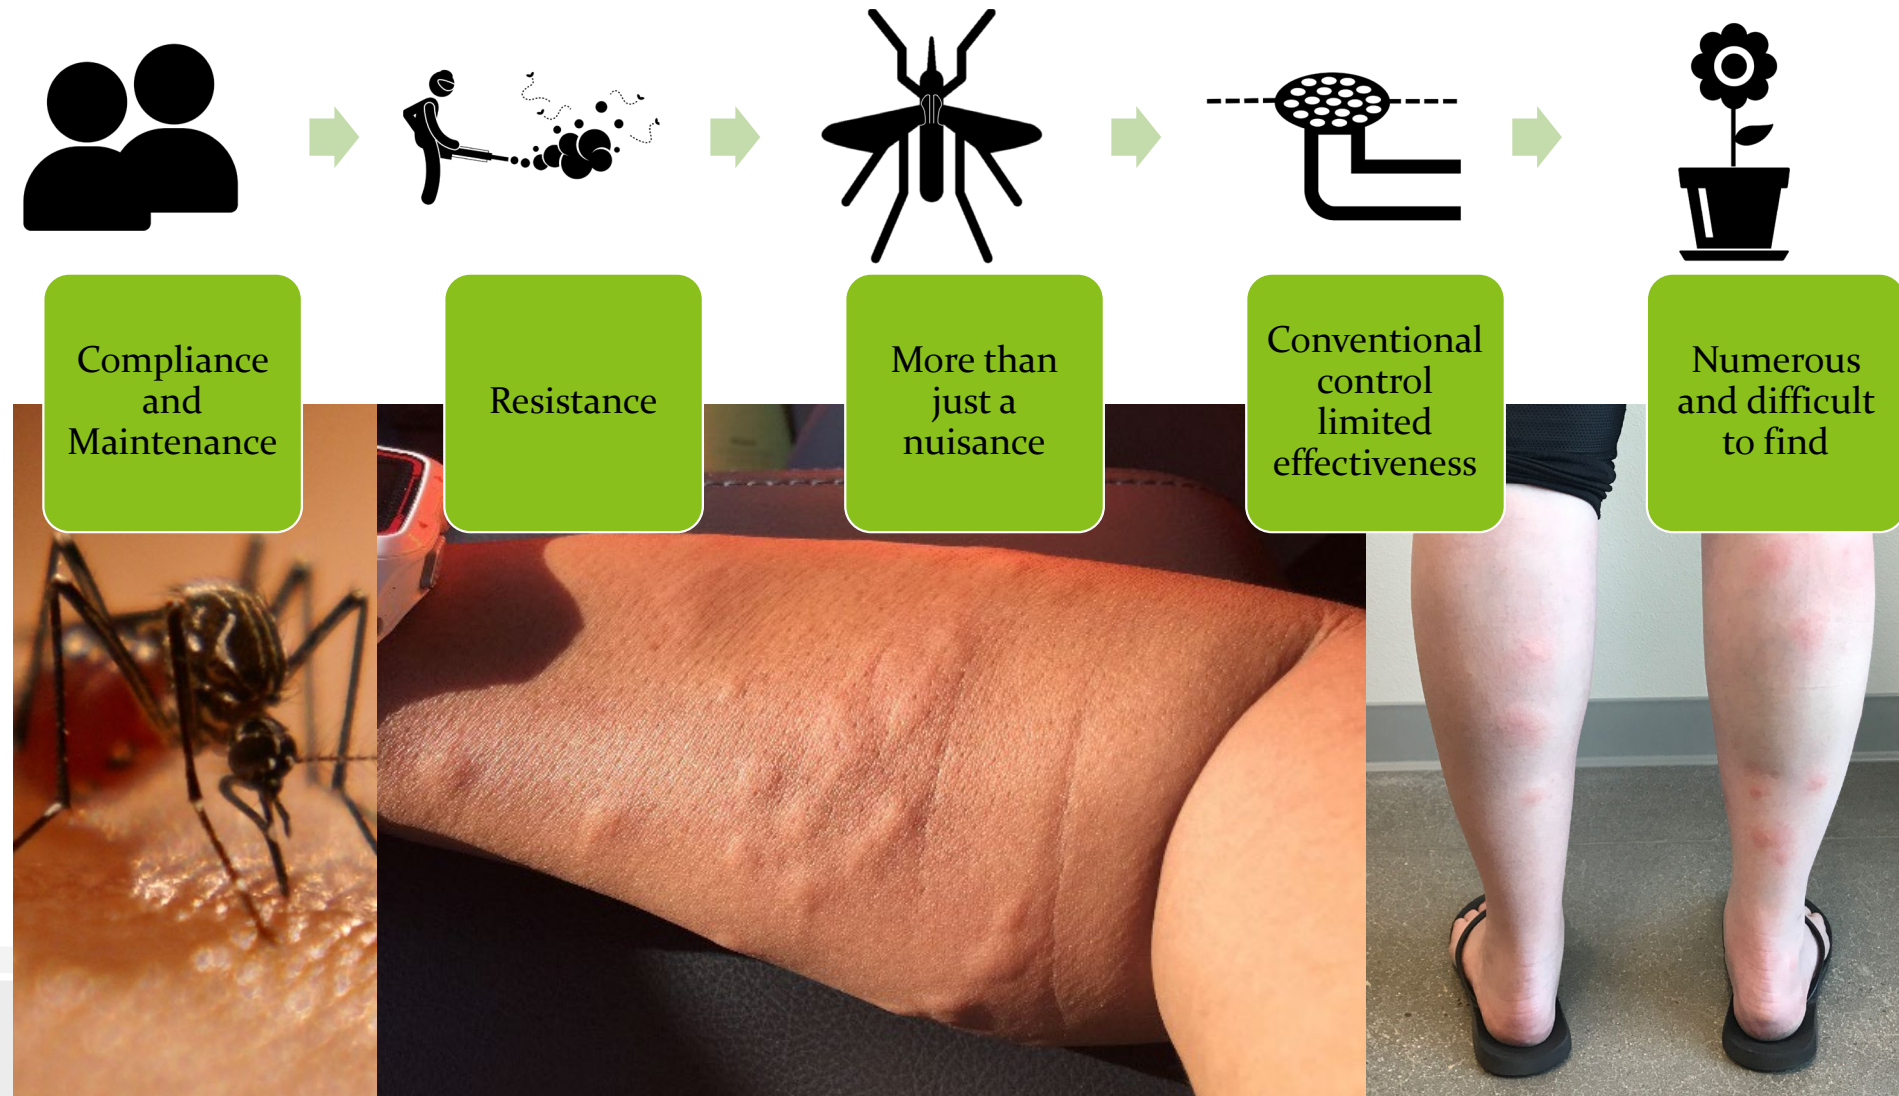 Compliance
and
Maintenance
Resistance
More than
just a
nuisance
Conventional
control
limited
effectiveness
Numerous
and difficult
to find